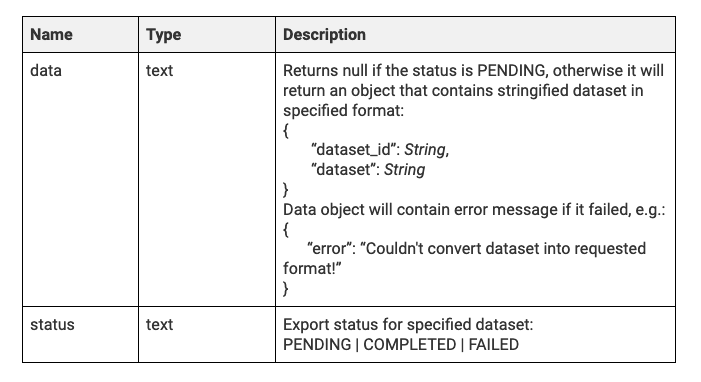 Name Type Description
data text Returns null if the status is PENDING, otherwise it will
return an object that contains stringified dataset in
specified format:
{
“dataset_id”: String,
“dataset”: String
}
Data object will contain error message if it failed, e.g.:
{
“error”: “Couldn't convert dataset into requested
format!”
}
status text Export status for specified dataset:
PENDING | COMPLETED | FAILED